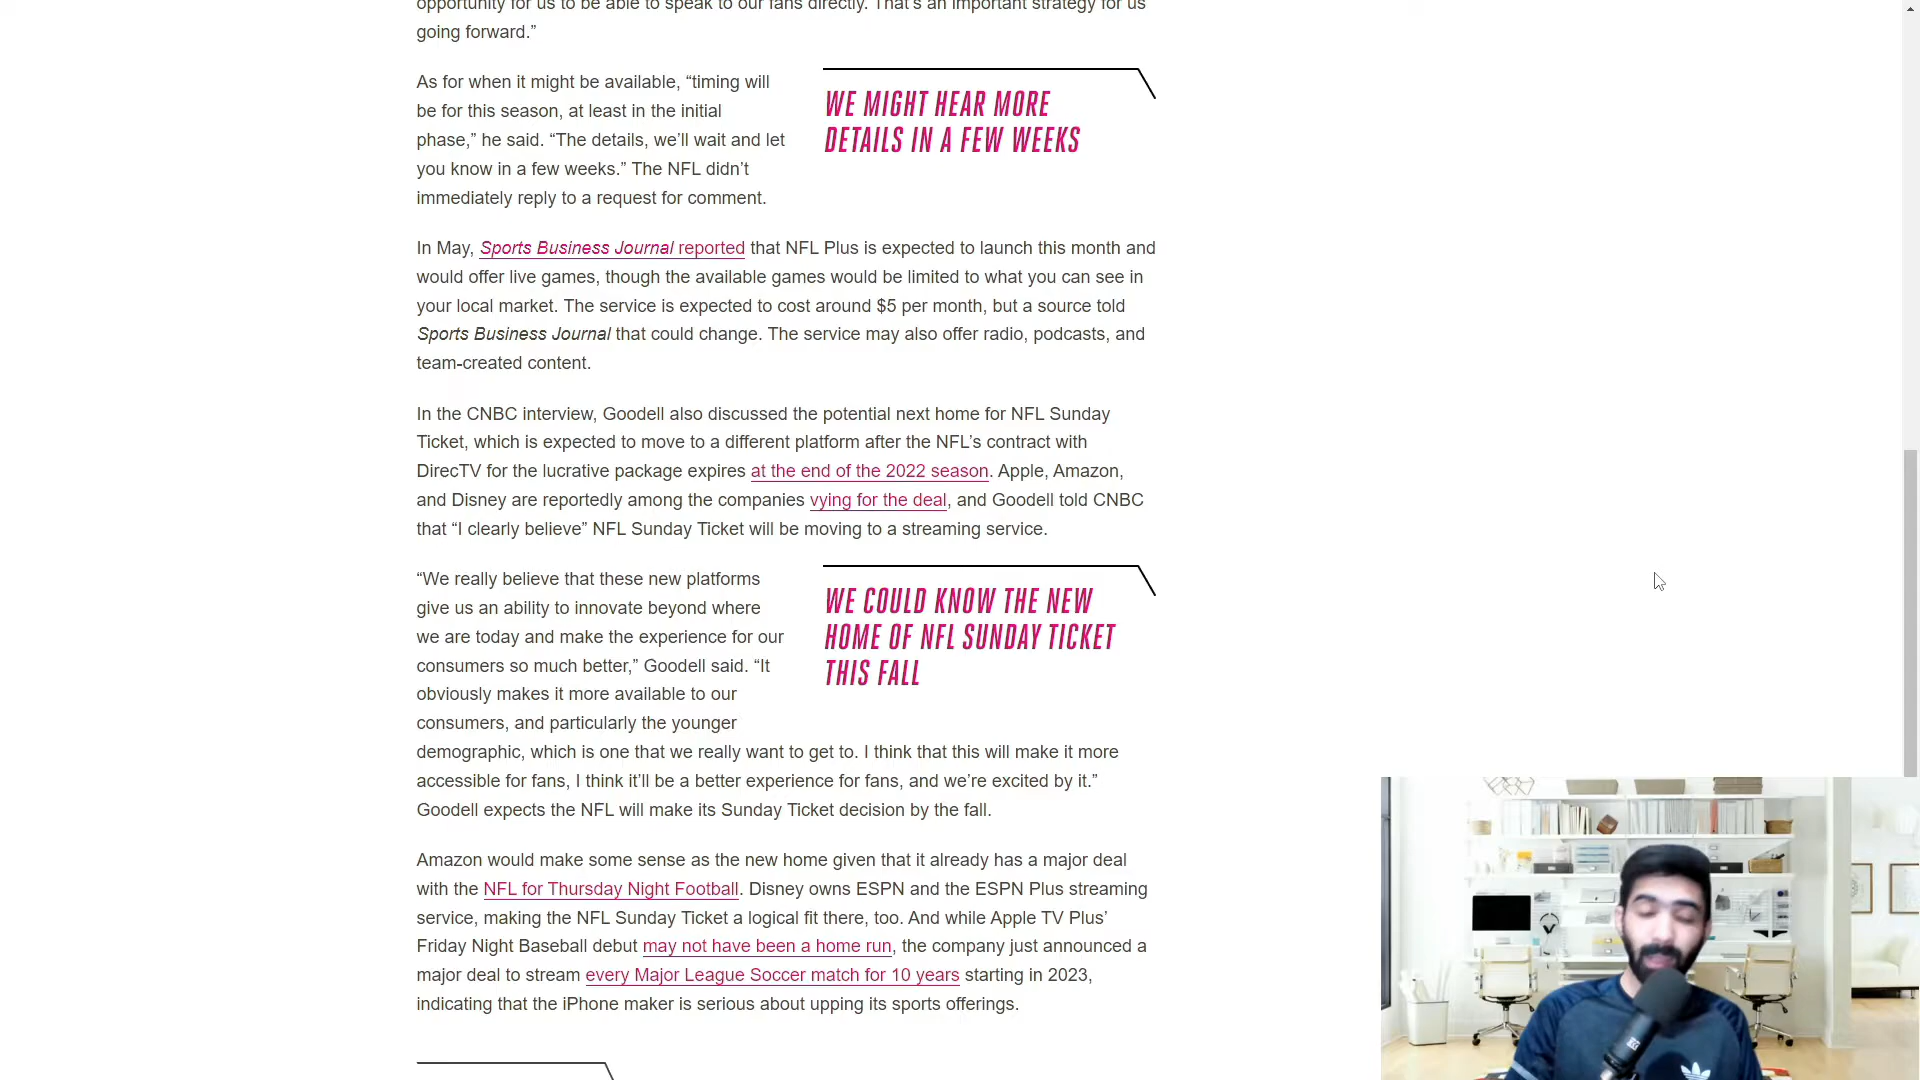 opportunity for us to be able to speak to our fans directly. That's an important strategy for us
going forward.”
As for when it might be available, “timing will
be for this season, at least in the initial
phase,” he said. “The details, we’ll wait and let
you know in a few weeks.” The NFL didn’t
immediately reply to a request for comment.
WE MIGHT HEAR MORE
DETAILS IN A FEW WEEKS
In May, Sports Business Journal reported that NFL Plus is expected to launch this month and
would offer live games, though the available games would be limited to what you can see in
your local market. The service is expected to cost around $5 per month, but a source told
Sports Business Journal that could change. The service may also offer radio, podcasts, and
team-created content.
In the CNBC interview, Goodell also discussed the potential next home for NFL Sunday
Ticket, which is expected to move to a different platform after the NFL’s contract with
DirecTV for the lucrative package expires at the end of the 2022 season. Apple, Amazon,
and Disney are reportedly among the companies vying for the deal, and Goodell told CNBC
that “I clearly believe” NFL Sunday Ticket will be moving to a streaming service.
“We really believe that these new platforms
give us an ability to innovate beyond where
we are today and make the experience for our
consumers so much better,” Goodell said. “It
obviously makes it more available to our
consumers, and particularly the younger
demographic, which is one that we really want to get to. I think that this will make it more
accessible for fans, I think it’ll be a better experience for fans, and we’re excited by it.”
Goodell expects the NFL will make its Sunday Ticket decision by the fall.
WE COULD KNOW THE NEW
HOME OF NFL SUNDAY TICKET
THIS FALL
Amazon would make some sense as the new home given that it already has a major deal
with the NFL for Thursday Night Football. Disney owns ESPN and the ESPN Plus streaming
service, making the NFL Sunday Ticket a logical fit there, too. And while Apple TV Plus’
Friday Night Baseball debut may not have been a home run, the company just announced a
major deal to stream every Major League Soccer match for 10 years starting in 2023,
indicating that the iPhone maker is serious about upping its sports offerings.